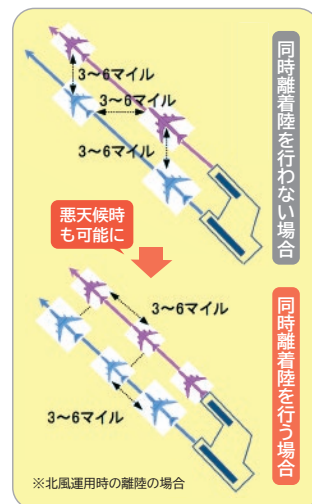 同時離着陸を行わない場合
3～6マイル
3～6マイル
3～6マイル
悪天候時
も可能に
同時離着陸を行う場合
3～6マイル
3～6マイル
※北風運用時の離陸の場合